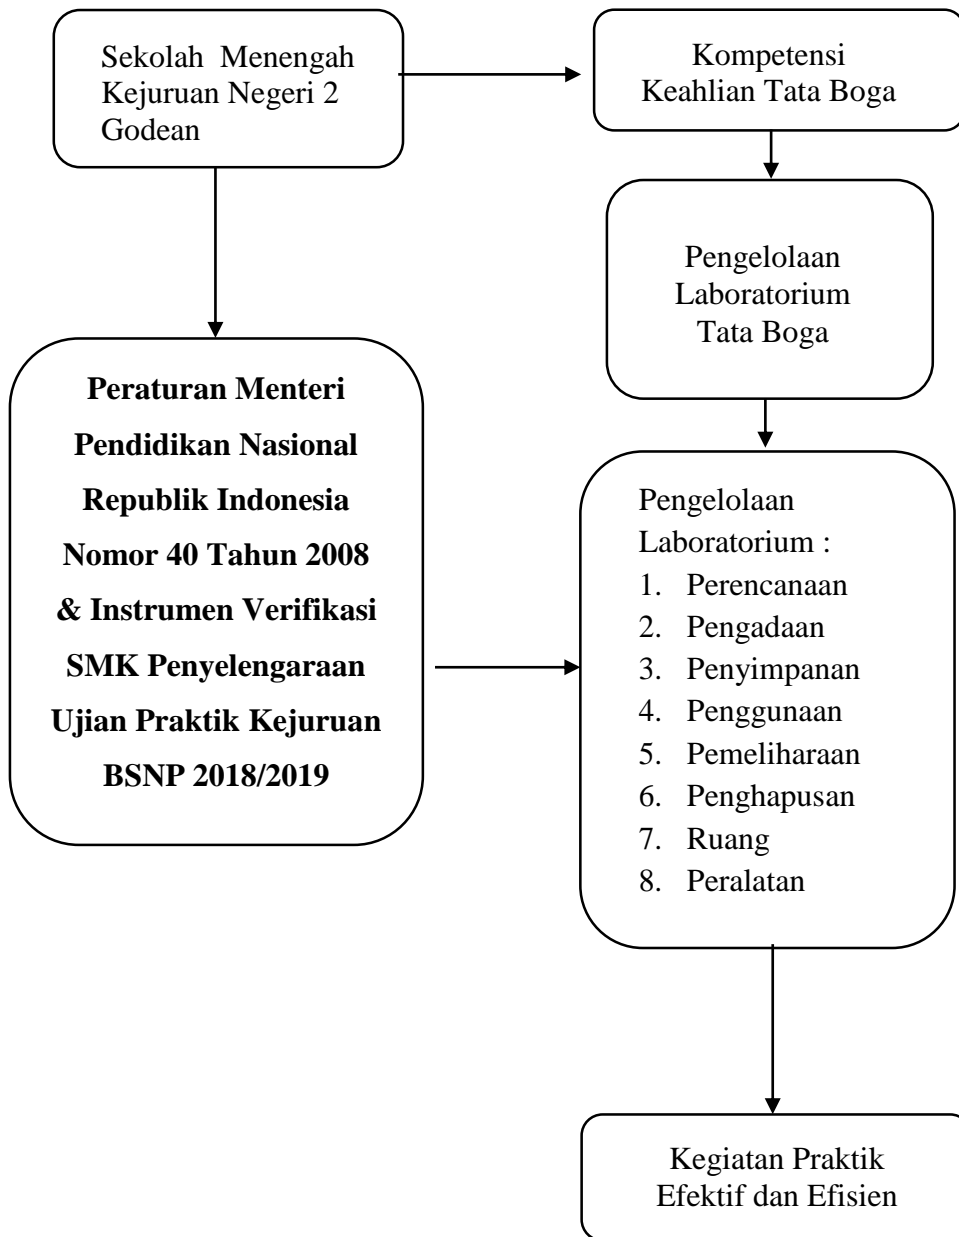 Sekolah Menengah
Kejuruan Negeri 2
Godean
Kompetensi
Keahlian Tata Boga
Pengelolaan
Laboratorium
Tata Boga
Peraturan Menteri
Pendidikan Nasional
Republik Indonesia
Nomor 40 Tahun 2008
& Instrumen Verifikasi
SMK Penyelengaraan
Ujian Praktik Kejuruan
BSNP 2018/2019
Pengelolaan
Laboratorium :
1. Perencanaan
2. Pengadaan
3. Penyimpanan
4. Penggunaan
5. Pemeliharaan
6. Penghapusan
7. Ruang
8. Peralatan
Kegiatan Praktik
Efektif dan Efisien